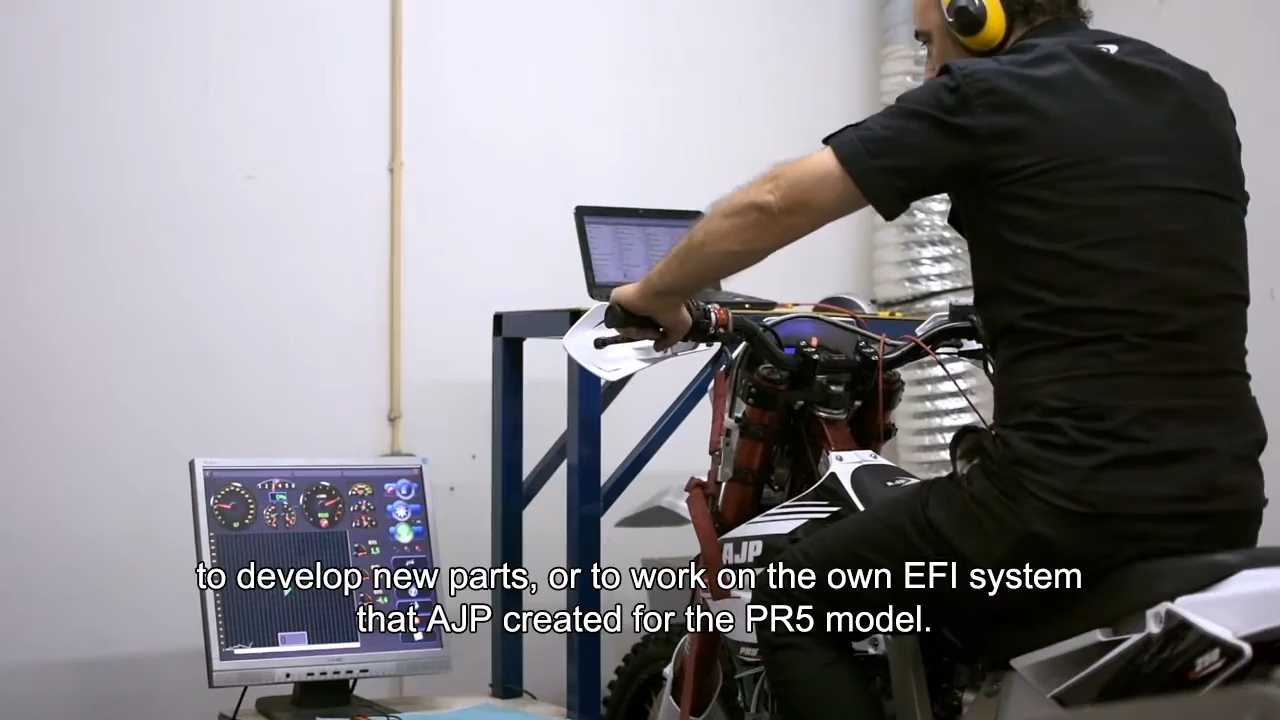 AJP
to develop new parts, or to work on the own EFI system
that AJP created for the PR5 model.
PR5